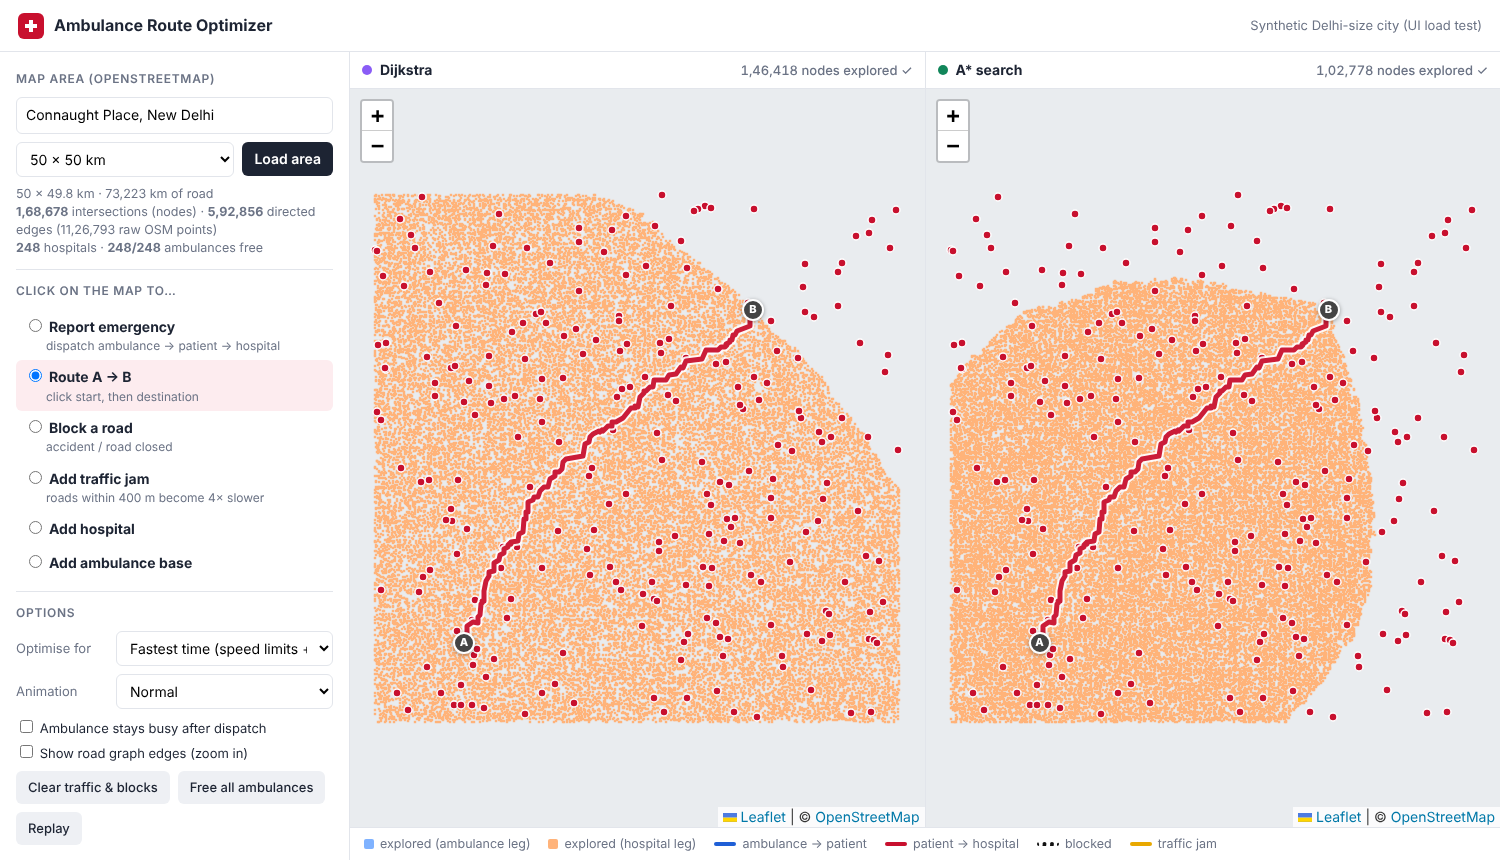 Ambulance Route Optimizer
Synthetic Delhi-size city (UI load test)
MAP AREA (OPENSTREETMAP)
Connaught Place, New Delhi
50 × 50 km
Load area
50 × 49.8 km · 73,223 km of road
1,68,678 intersections (nodes) · 5,92,856 directed
edges (11,26,793 raw OSM points)
248 hospitals · 248/248 ambulances free
CLICK ON THE MAP TO...
Report emergency
dispatch ambulance → patient → hospital
Route A → B
click start, then destination
Block a road
accident / road closed
Add traffic jam
roads within 400 m become 4× slower
Add hospital
Add ambulance base
OPTIONS
Optimise for
Fastest time (speed limits +
Animation
Normal
Ambulance stays busy after dispatch
Show road graph edges (zoom in)
Clear traffic & blocks
Free all ambulances
Replay
Dijkstra
1,46,418 nodes explored ✓
+
−
B
A
Leaflet | © OpenStreetMap
A* search
1,02,778 nodes explored ✓
+
−
B
A
Leaflet | © OpenStreetMap
explored (ambulance leg)
explored (hospital leg)
ambulance → patient
patient → hospital
blocked
traffic jam